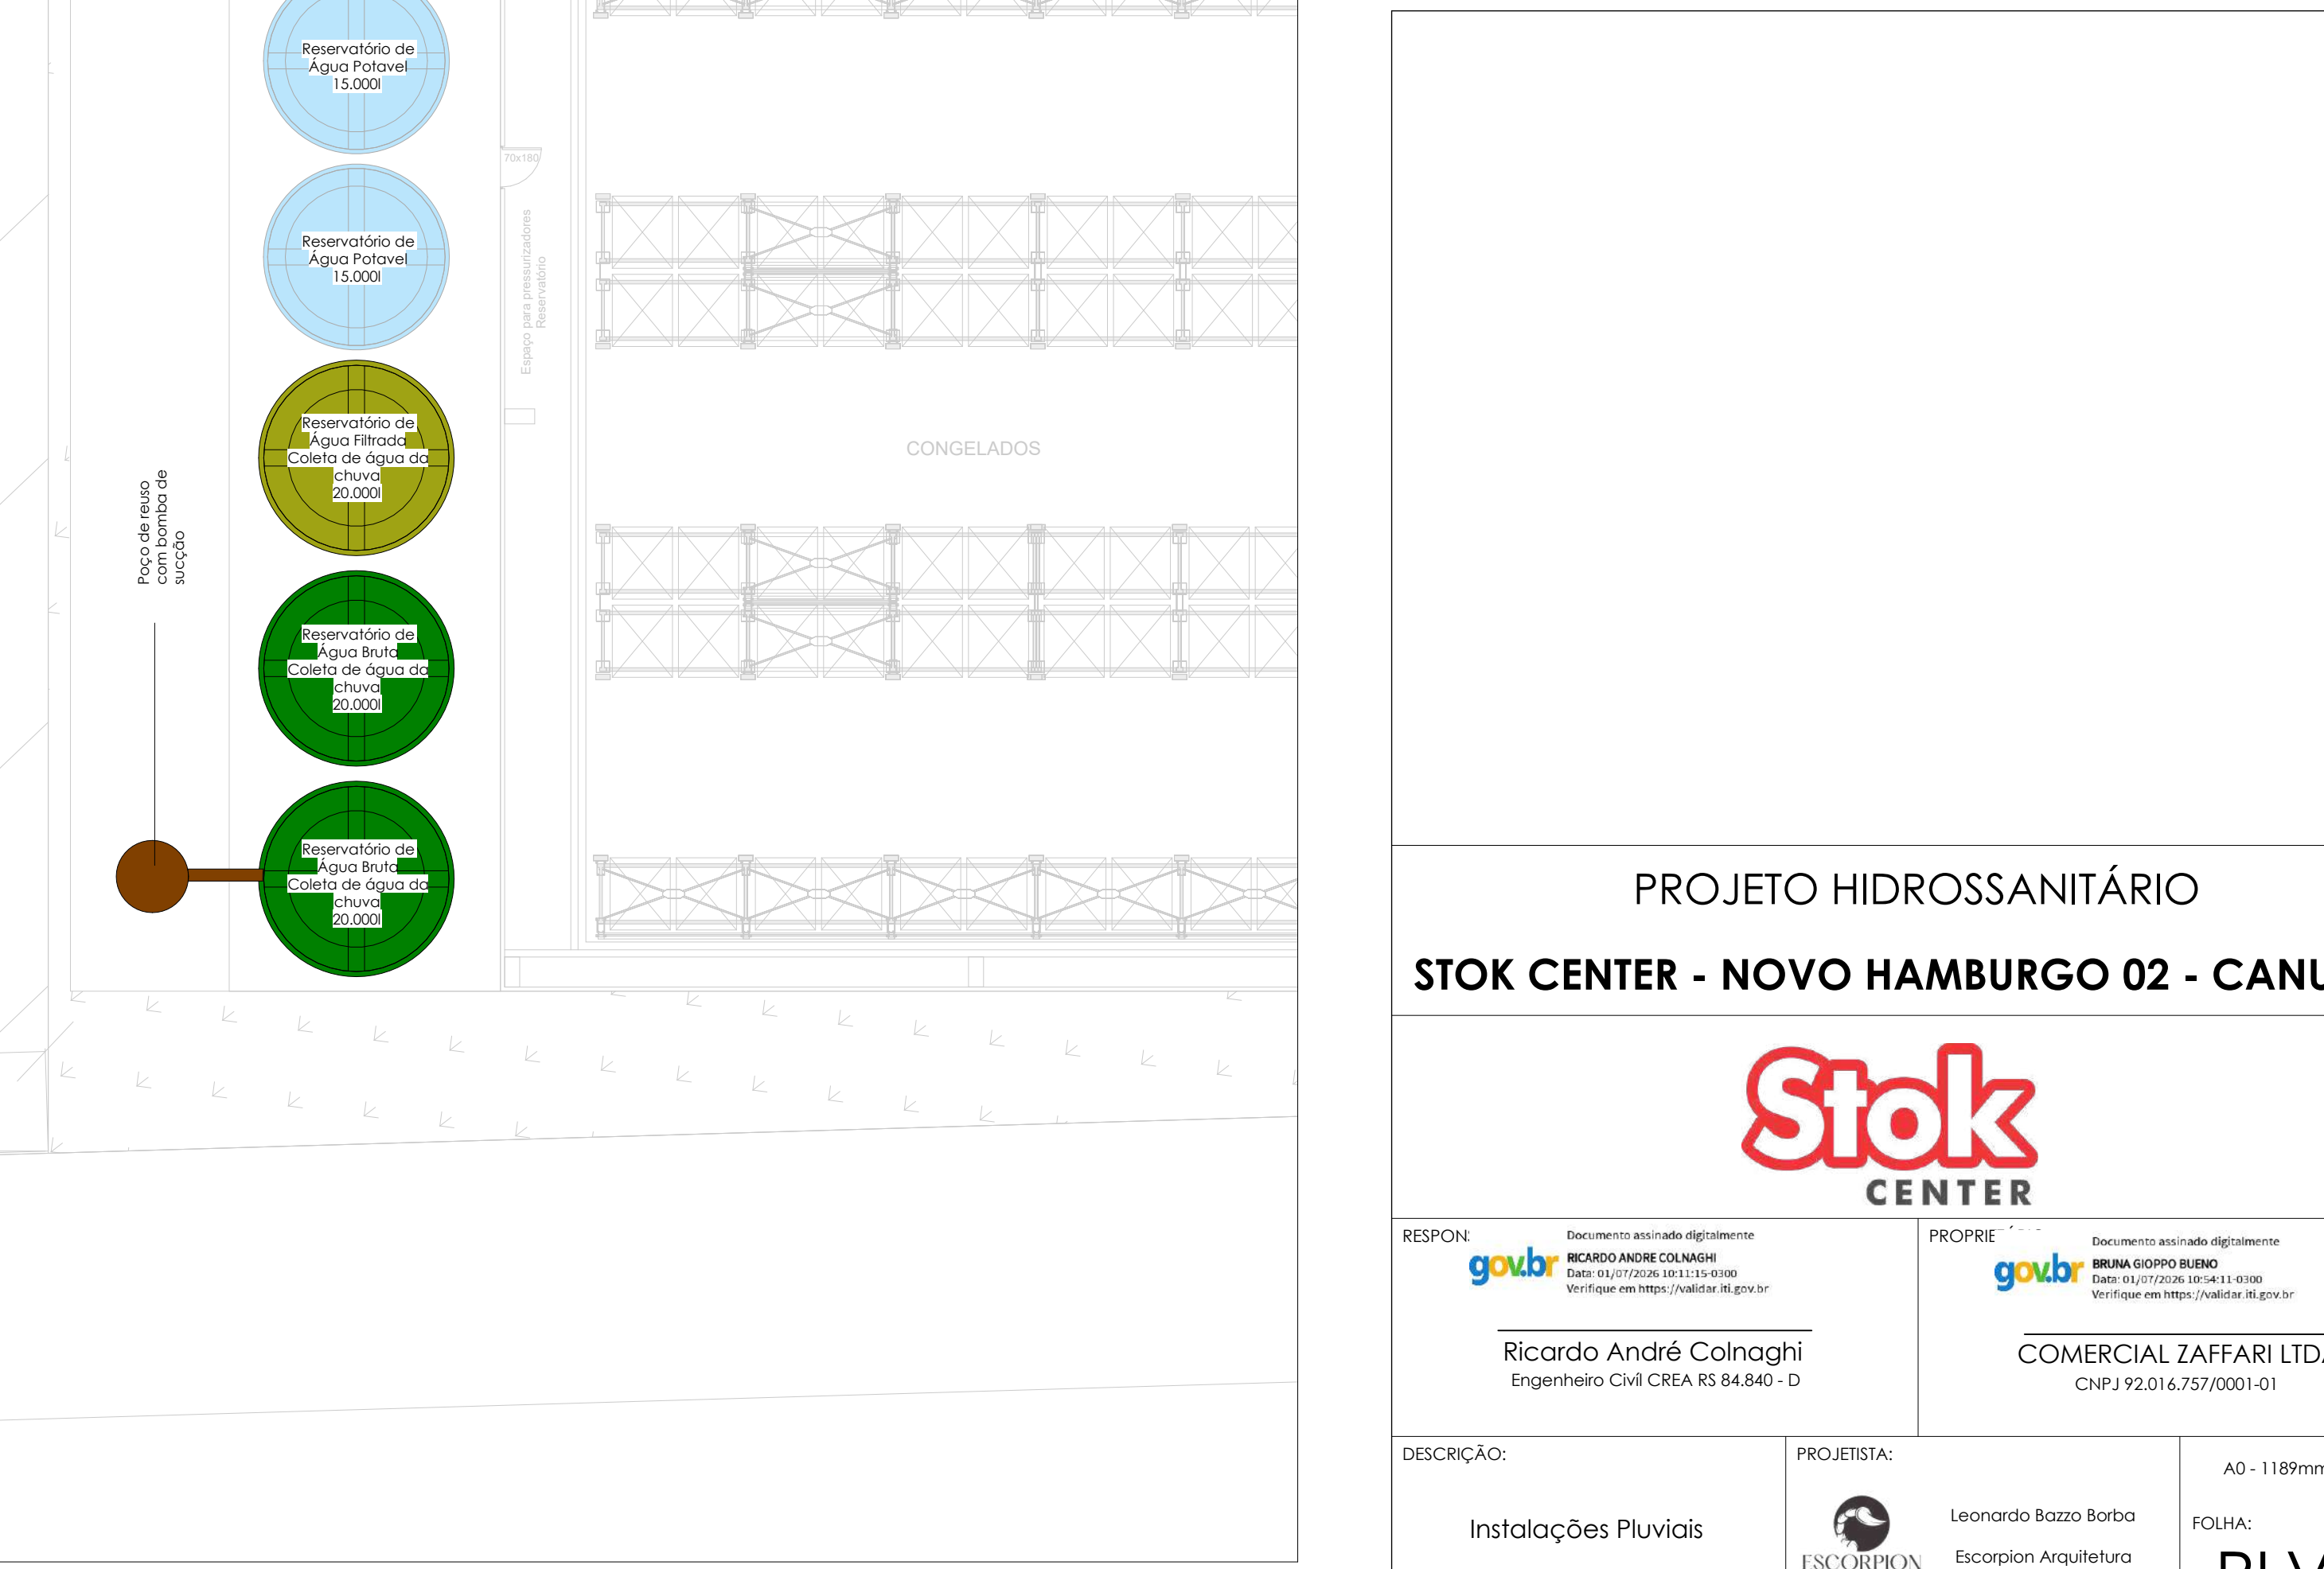 Reservatório de
Água Potavel
15.000l
70x180
Reservatório de
Água Potavel
15.000l
Espaço para pressurizadores
Reservatório
Reservatório de
Água Filtrada
Coleta de água da
chuva
20.000l
CONGELADOS
Poço de reuso
com bomba de
sucção
Reservatório de
Água Bruta
Coleta de água da
chuva
20.000l
Reservatório de
Água Bruta
Coleta de água da
chuva
20.000l
PROJETO HIDROSSANITÁRIO
STOK CENTER - NOVO HAMBURGO 02 - CANU
Stok
CENTER
RESPONS
gov.br
Documento assinado digitalmente
RICARDO ANDRE COLNAGHI
Data: 01/07/2026 10:11:15-0300
Verifique em https://validar.iti.gov.br
Ricardo André Colnaghi
Engenheiro Civíl CREA RS 84.840 - D
PROPRIE
gov.br
Documento assinado digitalmente
BRUNA GIOPPO BUENO
Data: 01/07/2026 10:54:11-0300
Verifique em https://validar.iti.gov.br
COMERCIAL ZAFFARI LTD
CNPJ 92.016.757/0001-01
DESCRIÇÃO:
Instalações Pluviais
PROJETISTA:
ESCORPION
Leonardo Bazzo Borba
Escorpion Arquitetura
A0 - 1189mm
FOLHA: